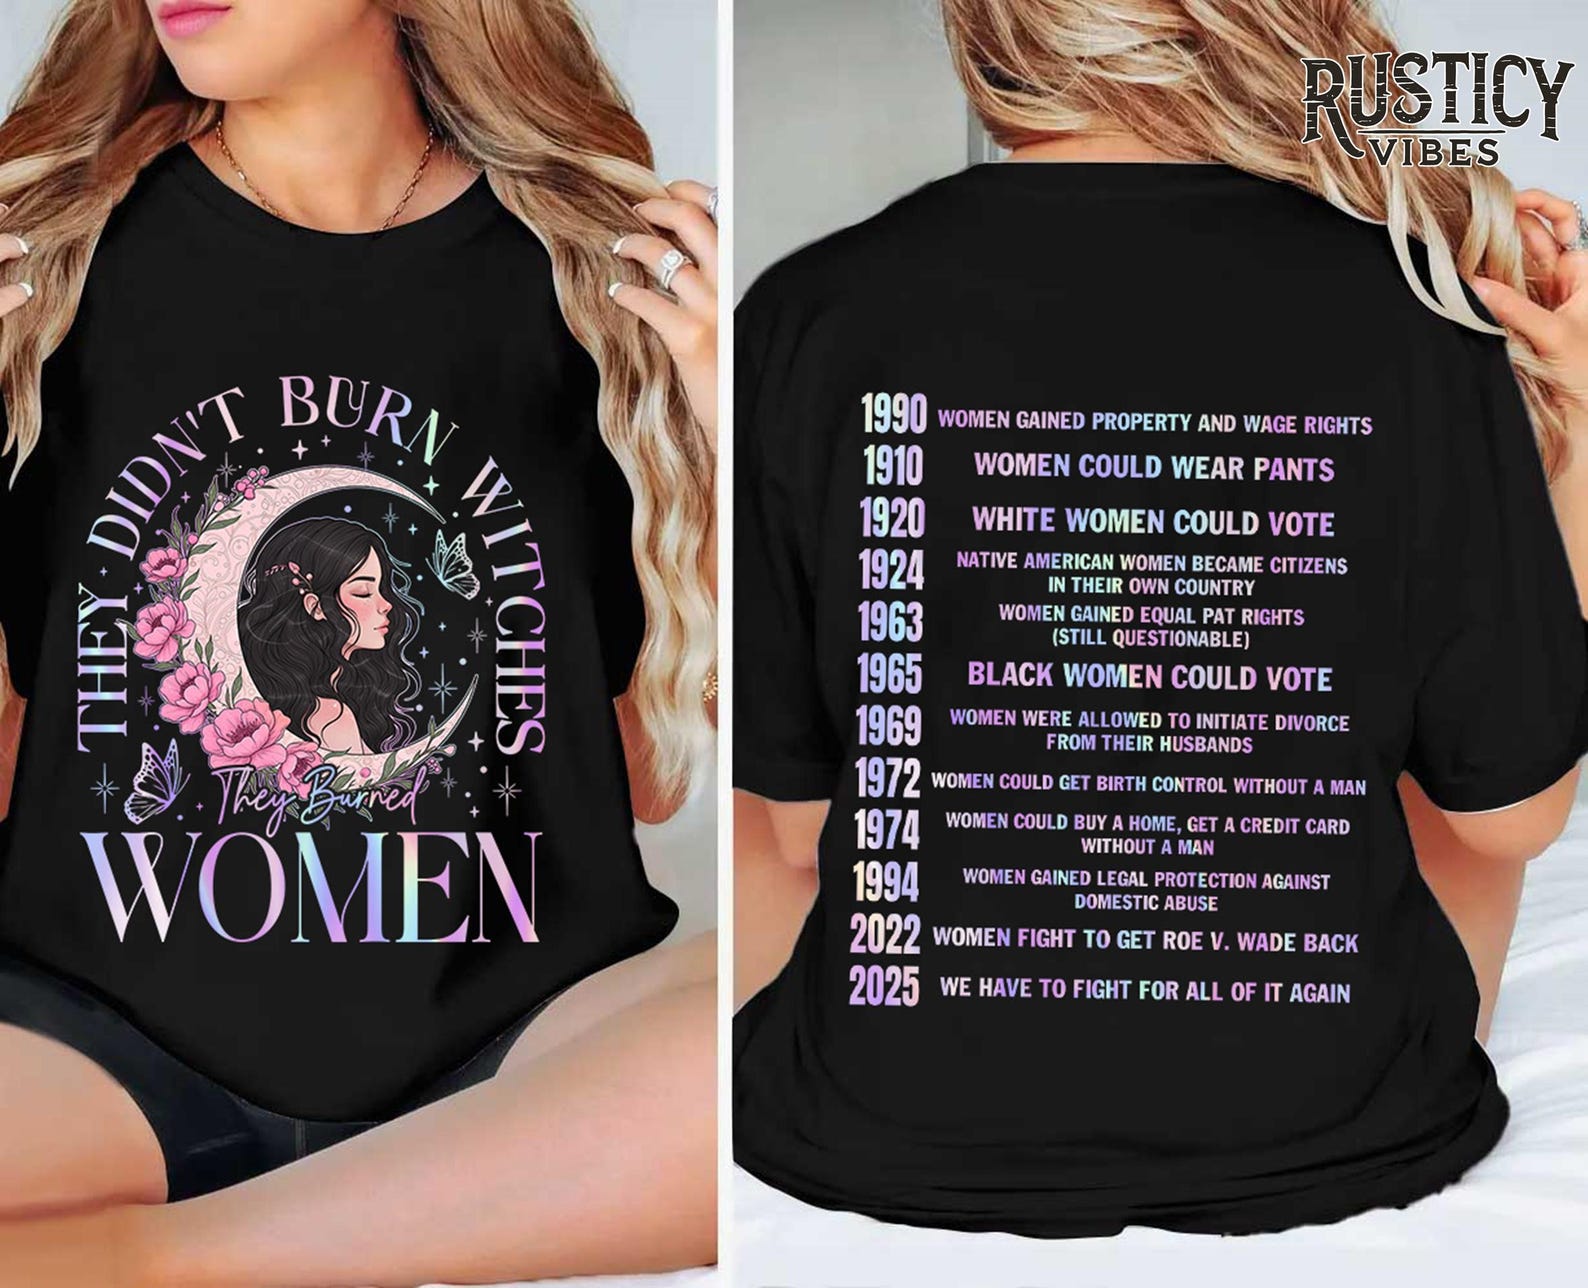 THEY DIDN'T BURN WITCHES
They Burned
WOMEN
RUSTICY
VIBES
1990 WOMEN GAINED PROPERTY AND WAGE RIGHTS
1910 WOMEN COULD WEAR PANTS
1920 WHITE WOMEN COULD VOTE
1924 NATIVE AMERICAN WOMEN BECAME CITIZENS
IN THEIR OWN COUNTRY
1963 WOMEN GAINED EQUAL PAT RIGHTS
(STILL QUESTIONABLE)
1965 BLACK WOMEN COULD VOTE
1969 WOMEN WERE ALLOWED TO INITIATE DIVORCE
FROM THEIR HUSBANDS
1972 WOMEN COULD GET BIRTH CONTROL WITHOUT A MAN
1974 WOMEN COULD BUY A HOME, GET A CREDIT CARD
WITHOUT A MAN
1994 WOMEN GAINED LEGAL PROTECTION AGAINST
DOMESTIC ABUSE
2022 WOMEN FIGHT TO GET ROE V. WADE BACK
2025 WE HAVE TO FIGHT FOR ALL OF IT AGAIN